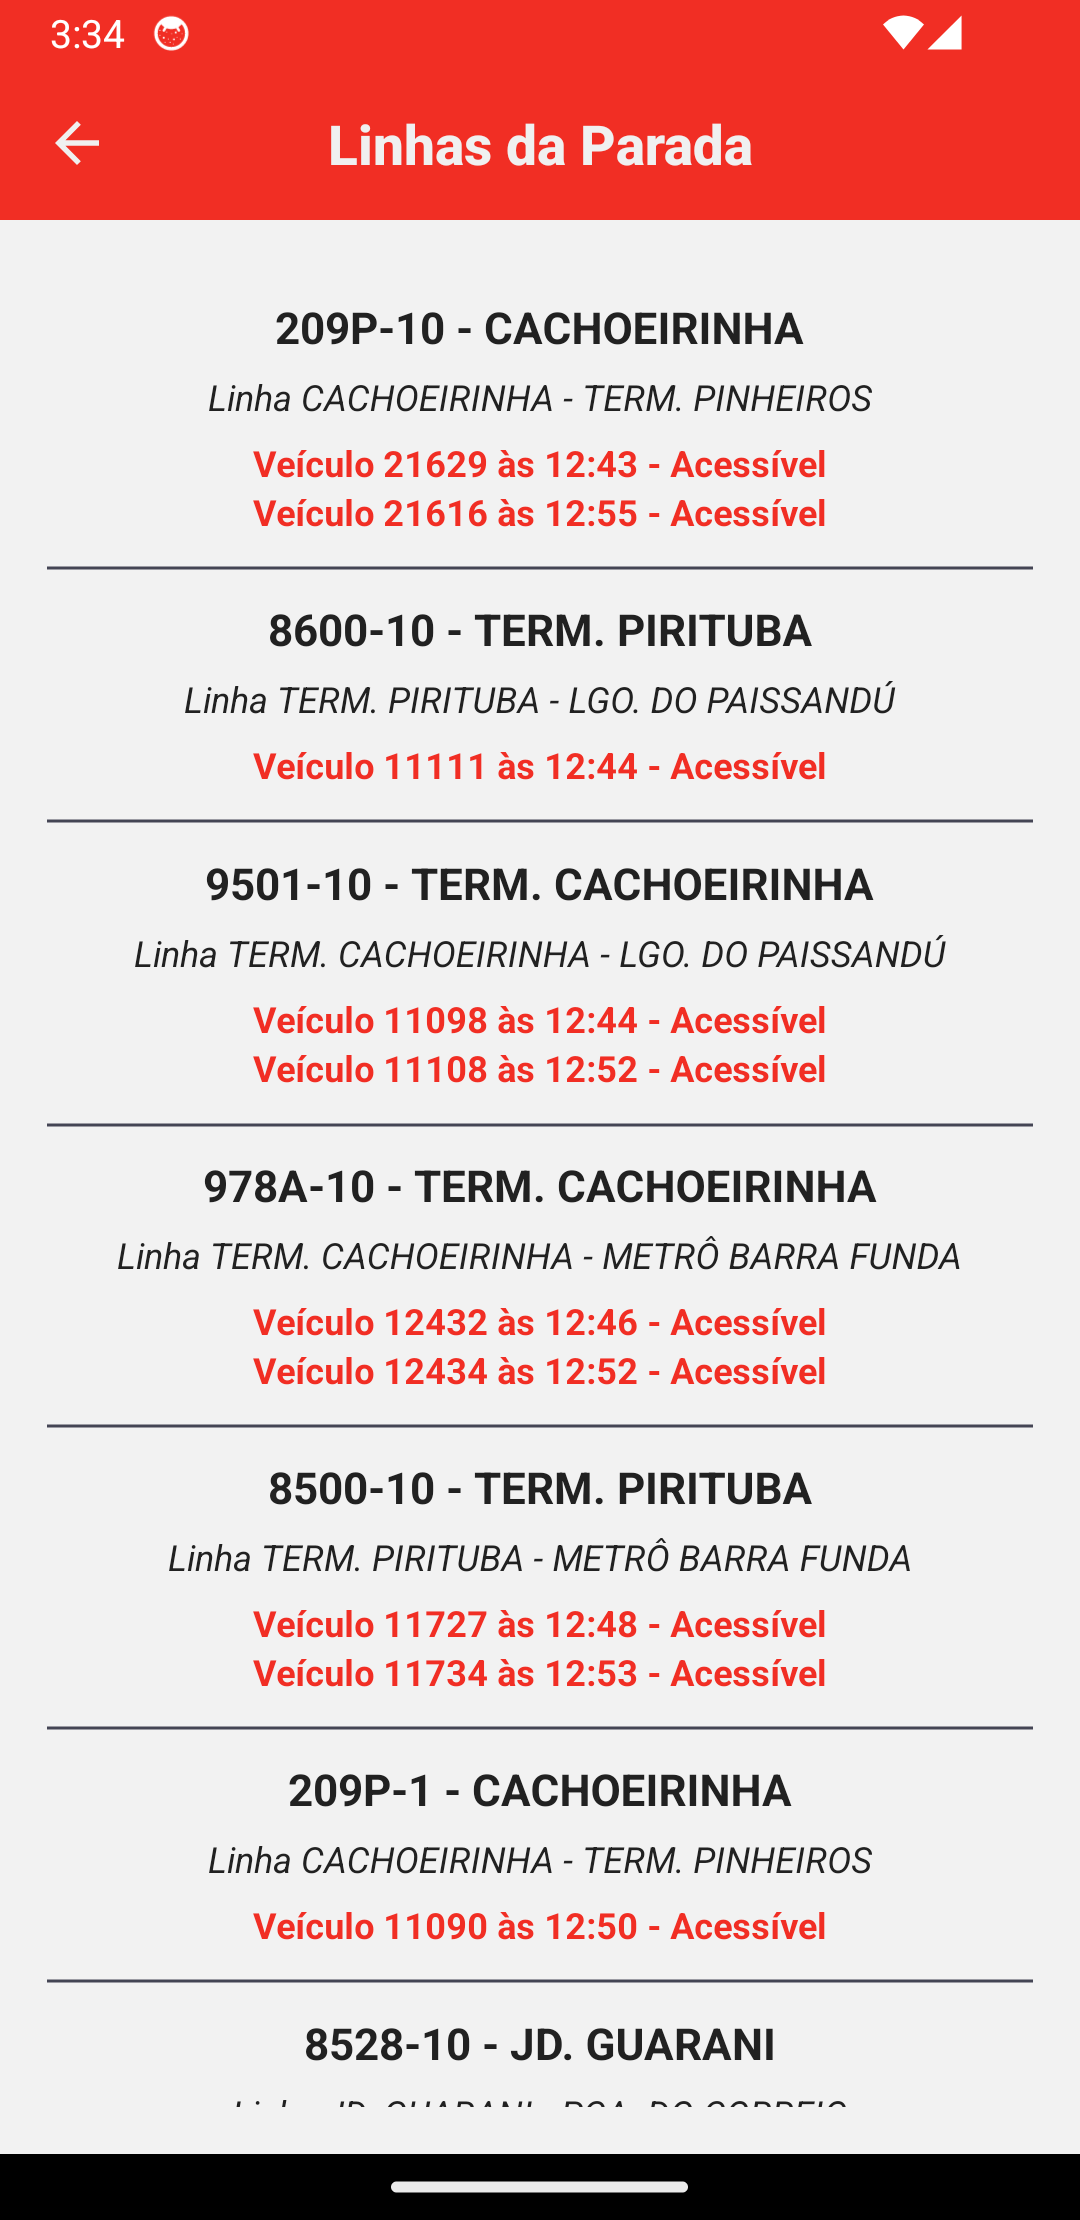 3:34
Linhas da Parada
209P-10 - CACHOEIRINHA
Linha CACHOEIRINHA - TERM. PINHEIROS
Veículo 21629 às 12:43 - Acessível
Veículo 21616 às 12:55 - Acessível
8600-10 - TERM. PIRITUBA
Linha TERM. PIRITUBA - LGO. DO PAISSANDÚ
Veículo 11111 às 12:44 - Acessível
9501-10 - TERM. CACHOEIRINHA
Linha TERM. CACHOEIRINHA - LGO. DO PAISSANDÚ
Veículo 11098 às 12:44 - Acessível
Veículo 11108 às 12:52 - Acessível
978A-10 - TERM. CACHOEIRINHA
Linha TERM. CACHOEIRINHA - METRÔ BARRA FUNDA
Veículo 12432 às 12:46 - Acessível
Veículo 12434 às 12:52 - Acessível
8500-10 - TERM. PIRITUBA
Linha TERM. PIRITUBA - METRÔ BARRA FUNDA
Veículo 11727 às 12:48 - Acessível
Veículo 11734 às 12:53 - Acessível
209P-1 - CACHOEIRINHA
Linha CACHOEIRINHA - TERM. PINHEIROS
Veículo 11090 às 12:50 - Acessível
8528-10 - JD. GUARANI
Linha JD. GUARANI - PÇA. DO CORREIO